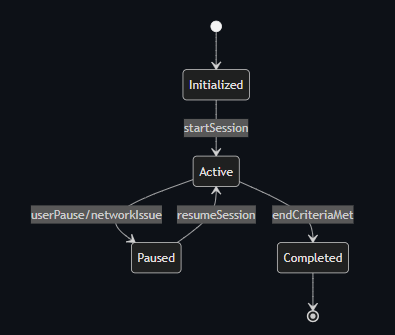 Initialized
startSession
Active
userPause/networkIssue
resumeSession
endCriteriaMet
Paused
Completed